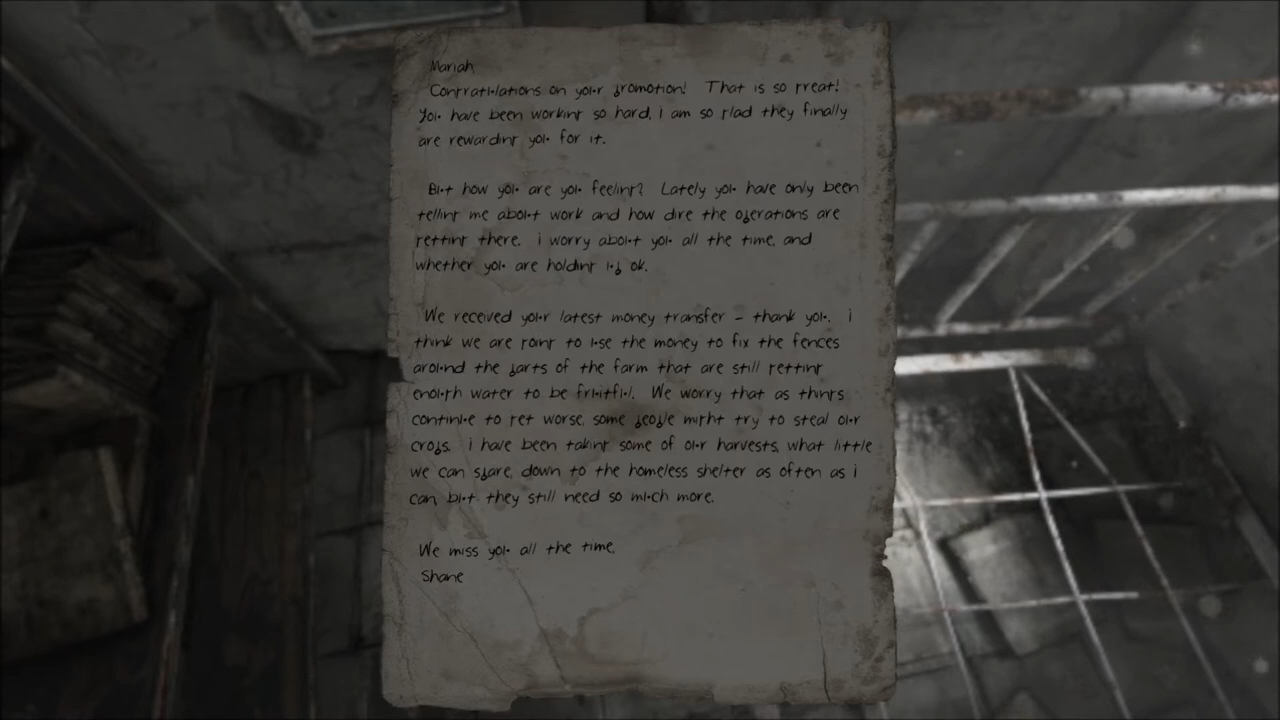 Mariah,
Congratulations on your promotion! That is so great!
You have been working so hard, i am so glad they finally
are rewarding you for it.
But how you are you feeling? Lately you have only been
telling me about work and how dire the operations are
getting there. i worry about you all the time, and
whether you are holding up ok.
We received your latest money transfer - thank you. i
think we are going to use the money to fix the fences
around the parts of the farm that are still getting
enough water to be fruitful. We worry that as things
continue to get worse, some people might try to steal our
crops. i have been taking some of our harvests, what little
we can spare, down to the homeless shelter as often as i
can but they still need so much more.
We miss you all the time,
Shane